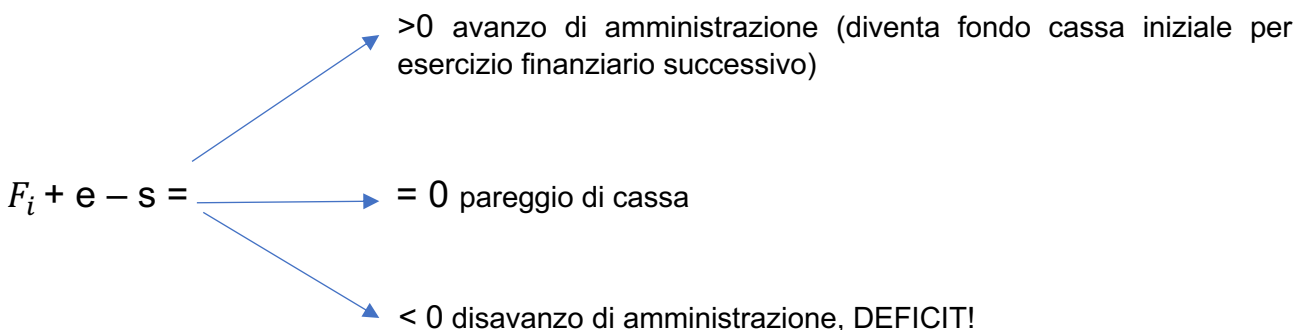 >0 avanzo di amministrazione (diventa fondo cassa iniziale per
esercizio finanziario successivo)
𝐹𝑖 + e – s =
= 0 pareggio di cassa
< 0 disavanzo di amministrazione, DEFICIT!